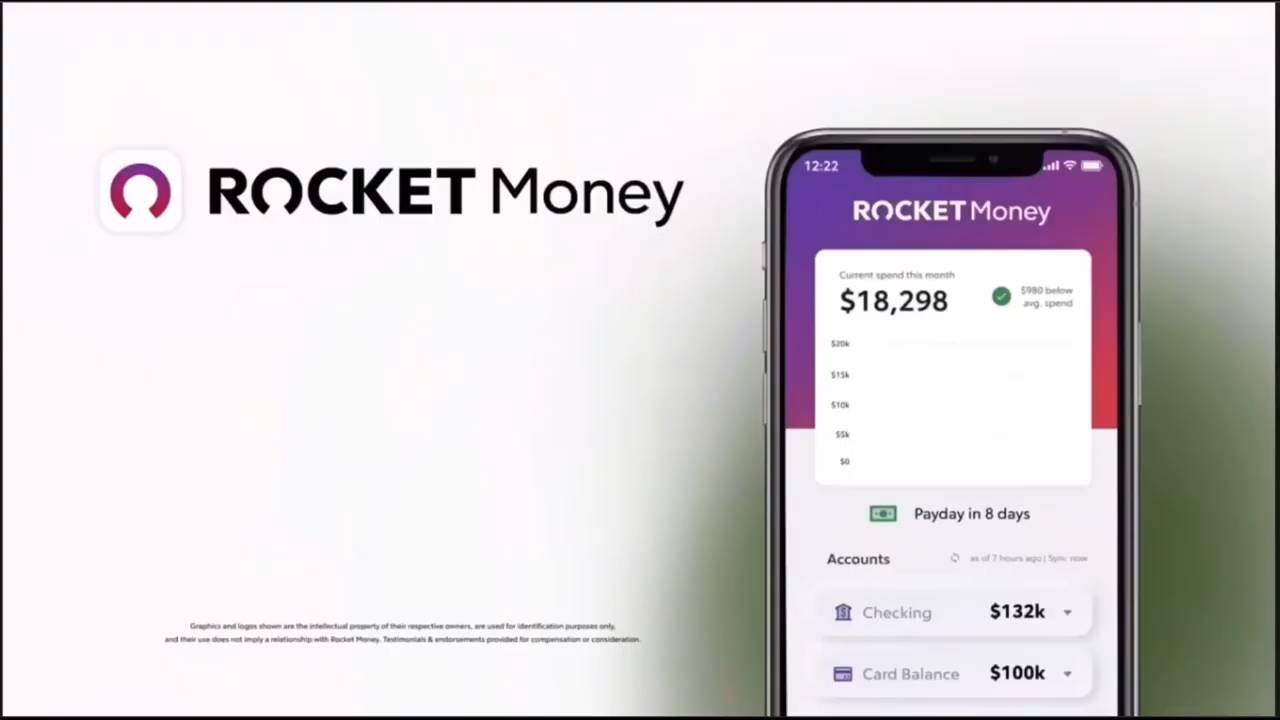 ROCKET Money
12:22
ROCKET Money
Current spend this month
$18,298
$980 below
avg. spend
$20k
$15k
$10k
$5k
$0
Payday in 8 days
Accounts
as of 7 hours ago | Sync now
Checking
$132k
Card Balance
$100k
Graphics and logos shown are the intellectual property of their respective owners, are used for identification purposes only,
and their use does not imply a relationship with Rocket Money. Testimonials & endorsements provided for compensation or consideration.